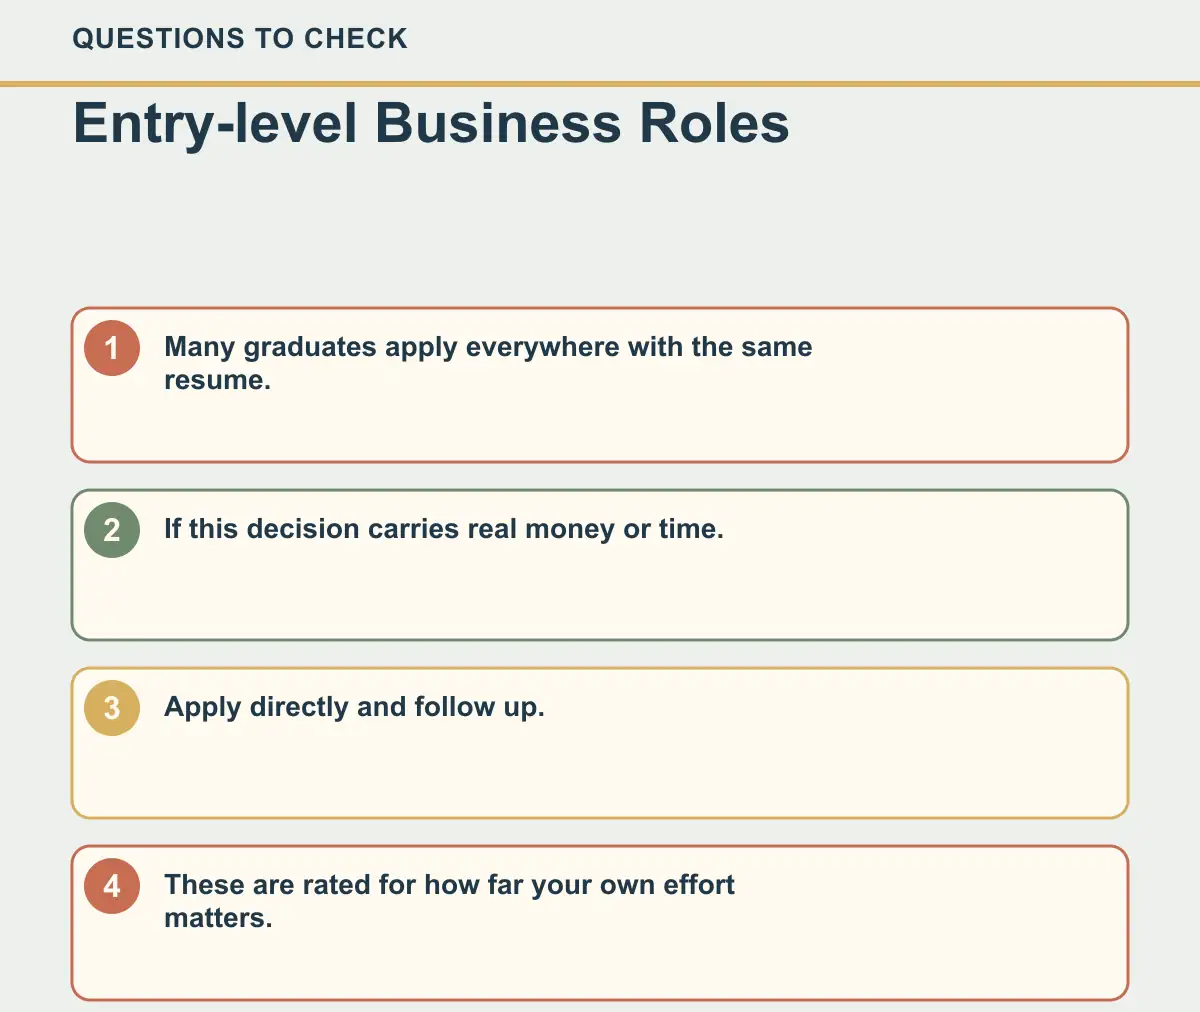 QUESTIONS TO CHECK
Entry-level Business Roles
1
Many graduates apply everywhere with the same
resume.
2
If this decision carries real money or time.
3
Apply directly and follow up.
4
These are rated for how far your own effort
matters.